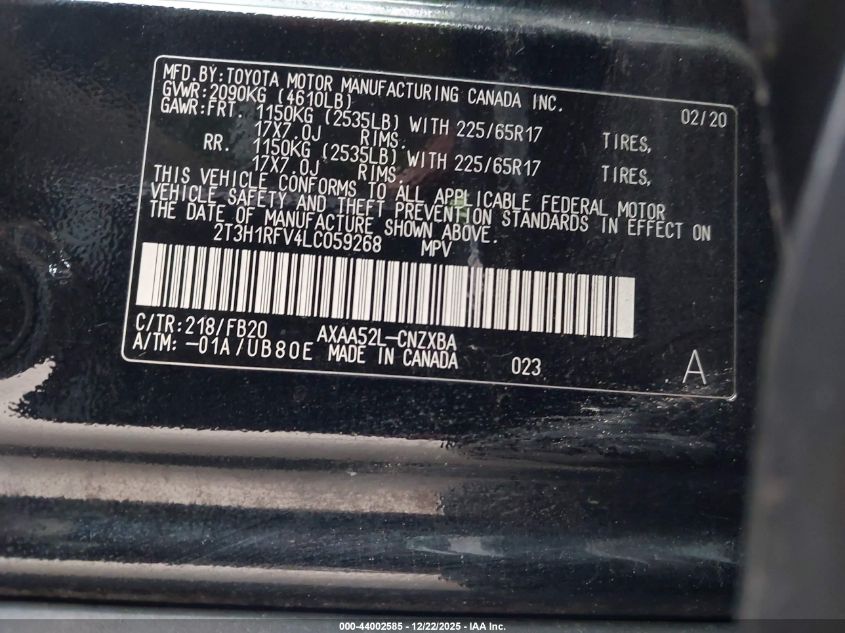 MFD.BY:TOYOTA MOTOR MANUFACTURING CANADA INC.
02/20
GVWR:2090KG (4610LB)
GAWR:FRT. 1150KG (2535LB) WITH 225/65R17 TIRES,
17X7.0J RIMS.
RR. 1150KG (2535LB) WITH 225/65R17 TIRES,
17X7.0J RIMS.
THIS VEHICLE CONFORMS TO ALL APPLICABLE FEDERAL MOTOR
VEHICLE SAFETY AND THEFT PREVENTION STANDARDS IN EFFECT ON
THE DATE OF MANUFACTURE SHOWN ABOVE.
2T3H1RFV4LC059268 MPV
C/TR:218/FB20 AXAA52L-CNZXBA
A/TM:-01A/UB80E MADE IN CANADA 023 A
000-44002585 - 12/22/2025 - IAA Inc.